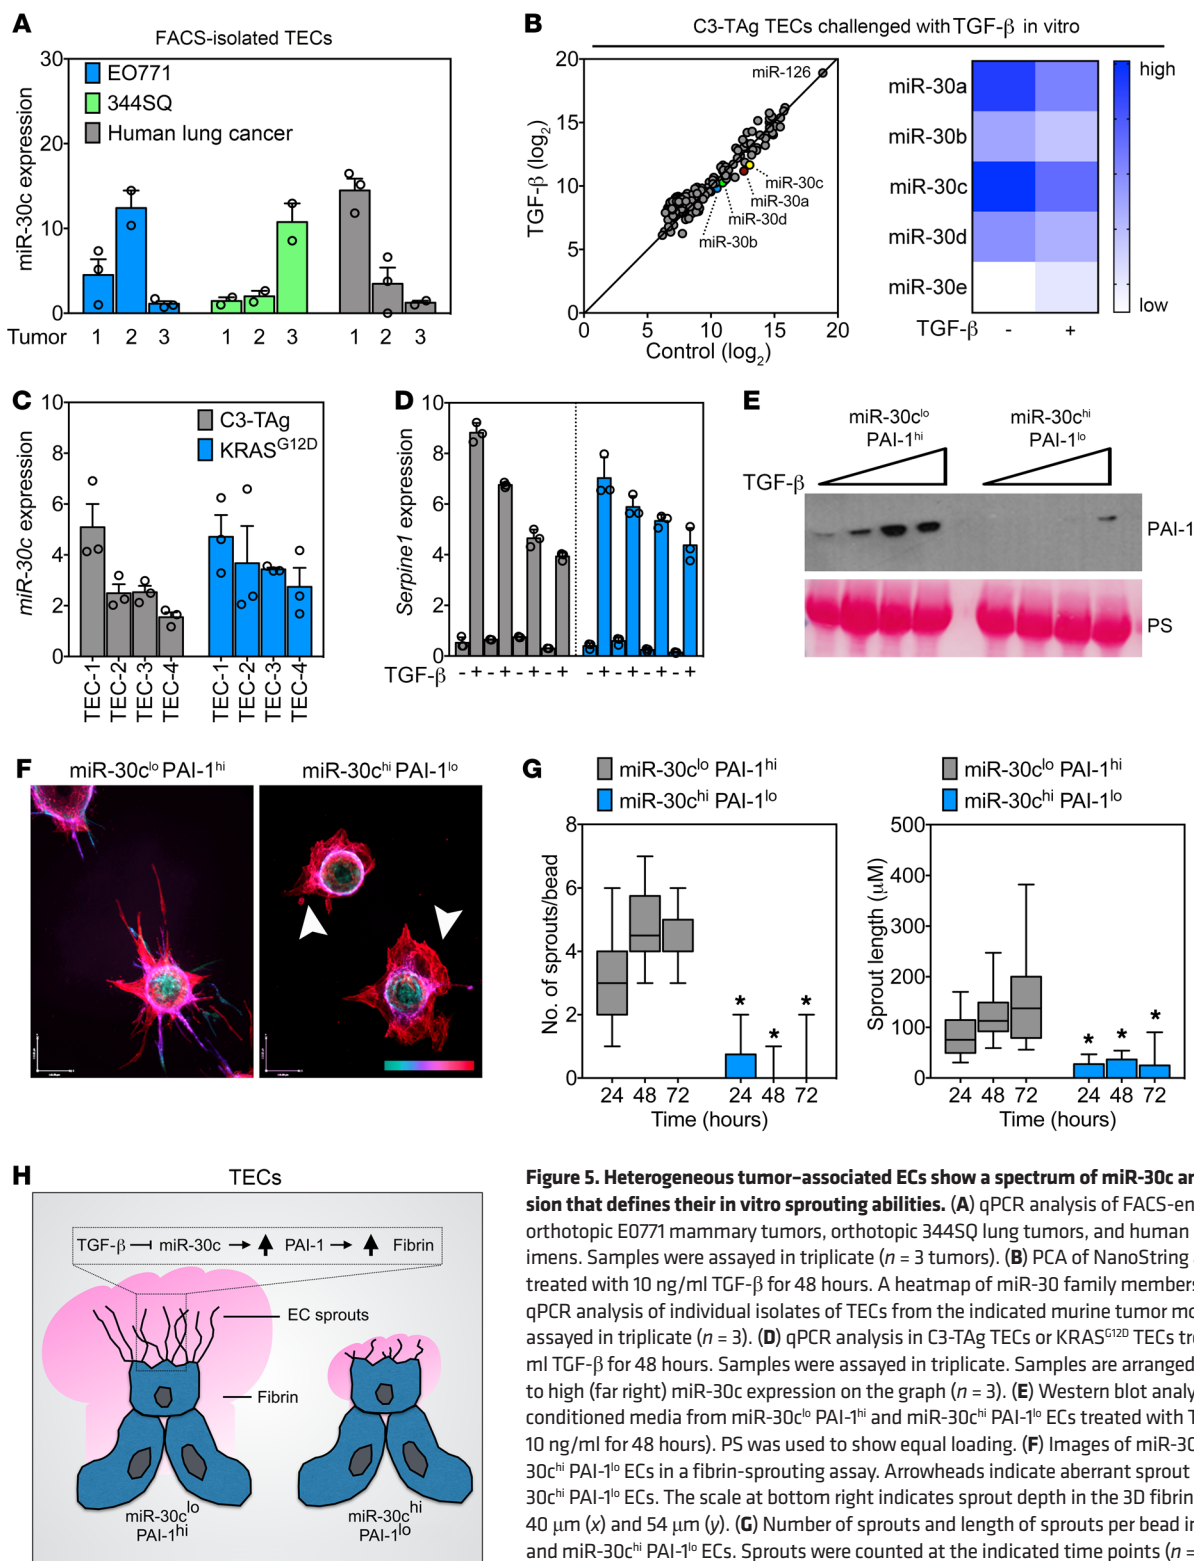 A
FACS-isolated TECs
30
20
10
0
miR-30c expression
EO771
344SQ
Human lung cancer
Tumor 1 2 3 1 2 3 1 2 3
B
C3-TAg TECs challenged with TGF-β in vitro
20
15
10
5
0
TGF-β (log2)
miR-126
miR-30c
miR-30a
miR-30d
miR-30b
0 5 10 15 20
Control (log2)
miR-30a
miR-30b
miR-30c
miR-30d
miR-30e
TGF-β - +
high
low
C
10
8
6
4
2
0
miR-30c expression
C3-TAg
KRASG12D
TEC-1 TEC-2 TEC-3 TEC-4 TEC-1 TEC-2 TEC-3 TEC-4
D
10
8
6
4
2
0
Serpine1 expression
TGF-β - + - + - + - + - + - + - + - +
E
miR-30clo miR-30chi
PAI-1hi PAI-1lo
TGF-β
PAI-1
PS
F
miR-30clo PAI-1hi miR-30chi PAI-1lo
G
miR-30clo PAI-1hi
miR-30chi PAI-1lo
8
6
4
2
0
No. of sprouts/bead
* * *
24 48 72 24 48 72
Time (hours)
miR-30clo PAI-1hi
miR-30chi PAI-1lo
500
400
300
200
100
0
Sprout length (μM)
* * *
24 48 72 24 48 72
Time (hours)
H
TECs
TGF-β miR-30c PAI-1 Fibrin
EC sprouts
Fibrin
miR-30clo
PAI-1hi
miR-30chi
PAI-1lo
Figure 5. Heterogeneous tumor-associated ECs show a spectrum of miR-30c an
sion that defines their in vitro sprouting abilities. (A) qPCR analysis of FACS-en
orthotopic E0771 mammary tumors, orthotopic 344SQ lung tumors, and human
imens. Samples were assayed in triplicate (n = 3 tumors). (B) PCA of NanoString
treated with 10 ng/ml TGF-β for 48 hours. A heatmap of miR-30 family members
qPCR analysis of individual isolates of TECs from the indicated murine tumor mo
assayed in triplicate (n = 3). (D) qPCR analysis in C3-TAg TECs or KRASG12D TECs tre
ml TGF-β for 48 hours. Samples were assayed in triplicate. Samples are arranged
to high (far right) miR-30c expression on the graph (n = 3). (E) Western blot analy
conditioned media from miR-30clo PAI-1hi and miR-30chi PAI-1lo ECs treated with T
10 ng/ml for 48 hours). PS was used to show equal loading. (F) Images of miR-30
30chi PAI-1lo ECs in a fibrin-sprouting assay. Arrowheads indicate aberrant sprout
30chi PAI-1lo ECs. The scale at bottom right indicates sprout depth in the 3D fibrin
40 μm (x) and 54 μm (y). (G) Number of sprouts and length of sprouts per bead in
and miR-30chi PAI-1lo ECs. Sprouts were counted at the indicated time points (n =